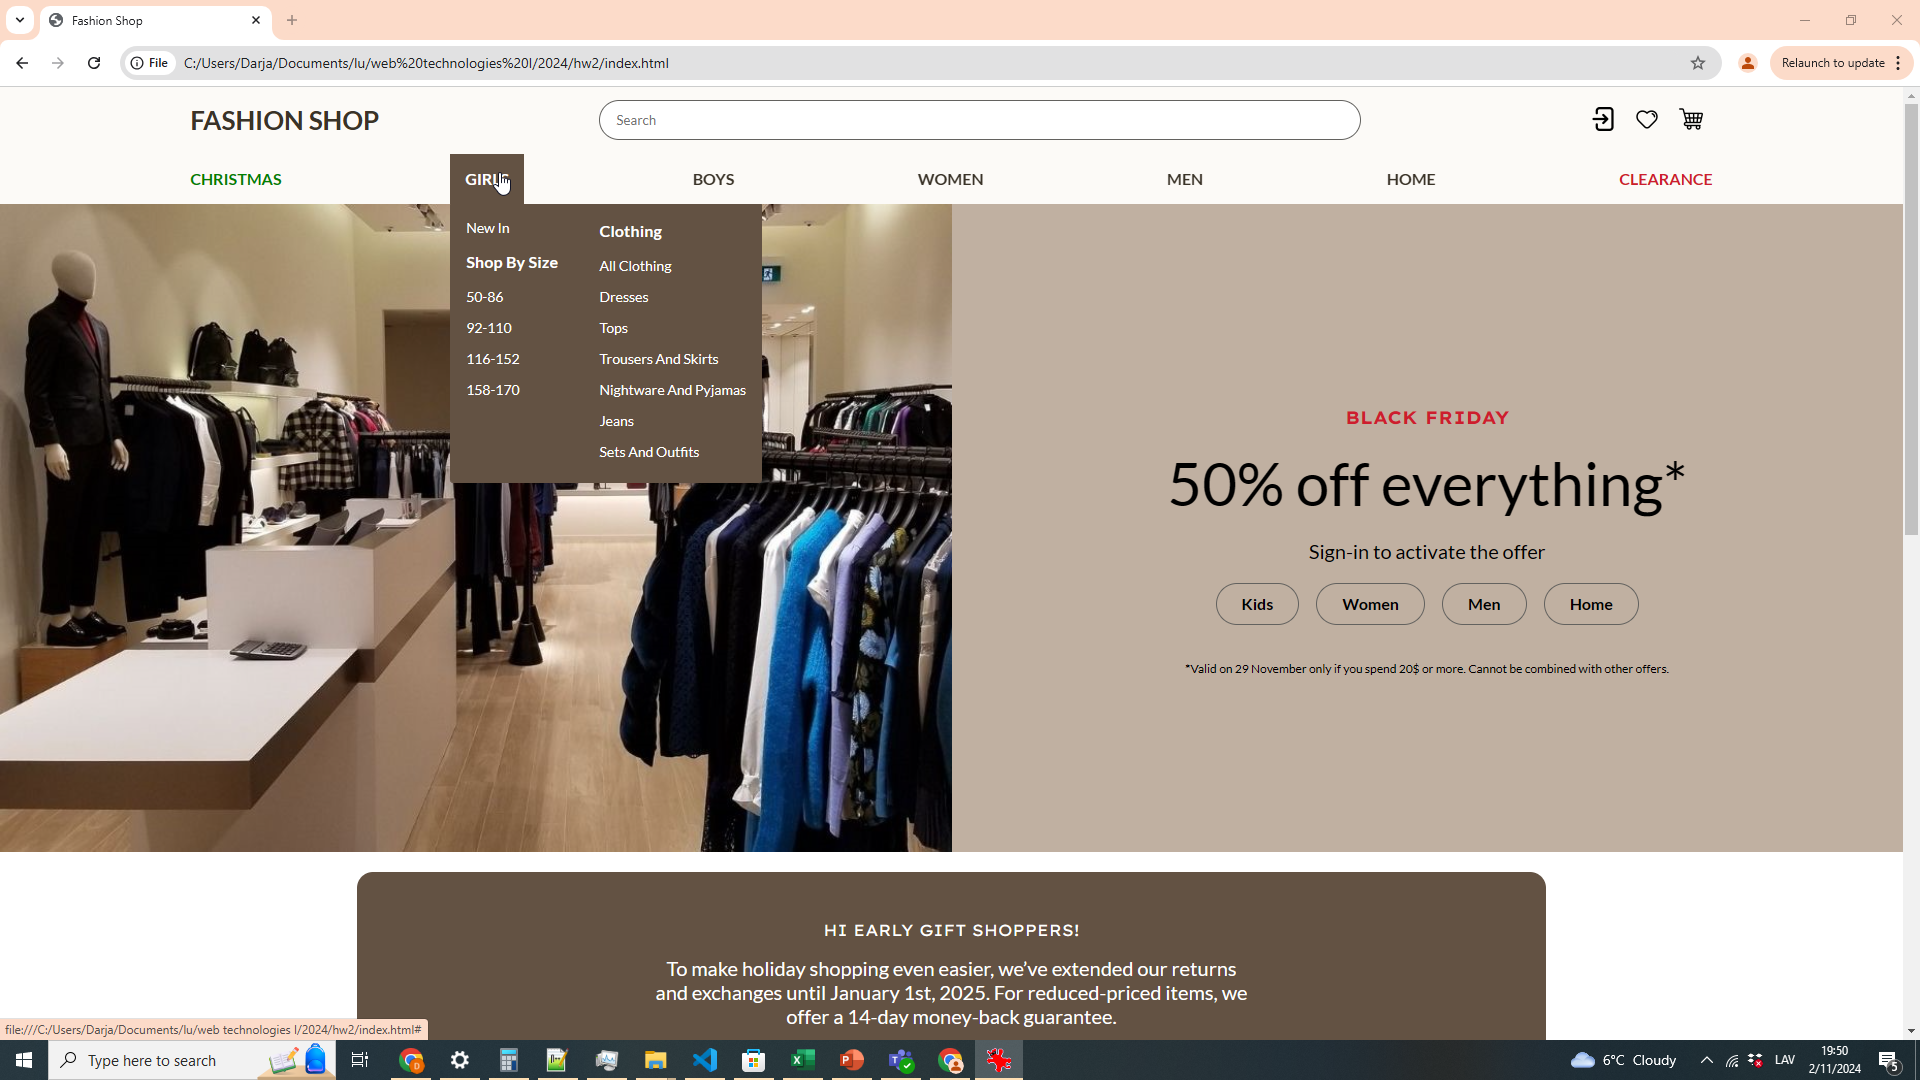 Fashion Shop
File
C:/Users/Darja/Documents/lu/web%20technologies%20I/2024/hw2/index.html
Relaunch to update
FASHION SHOP
Search
CHRISTMAS
GIRLS
BOYS
WOMEN
MEN
HOME
CLEARANCE
New In
Shop By Size
50-86
92-110
116-152
158-170
Clothing
All Clothing
Dresses
Tops
Trousers And Skirts
Nightware And Pyjamas
Jeans
Sets And Outfits
BLACK FRIDAY
50% off everything*
Sign-in to activate the offer
Kids
Women
Men
Home
*Valid on 29 November only if you spend 20$ or more. Cannot be combined with other offers.
HI EARLY GIFT SHOPPERS!
To make holiday shopping even easier, we’ve extended our returns
and exchanges until January 1st, 2025. For reduced-priced items, we
offer a 14-day money-back guarantee.
file:///C:/Users/Darja/Documents/lu/web technologies I/2024/hw2/index.html#
Type here to search
6°C Cloudy
LAV
19:50
2/11/2024
5